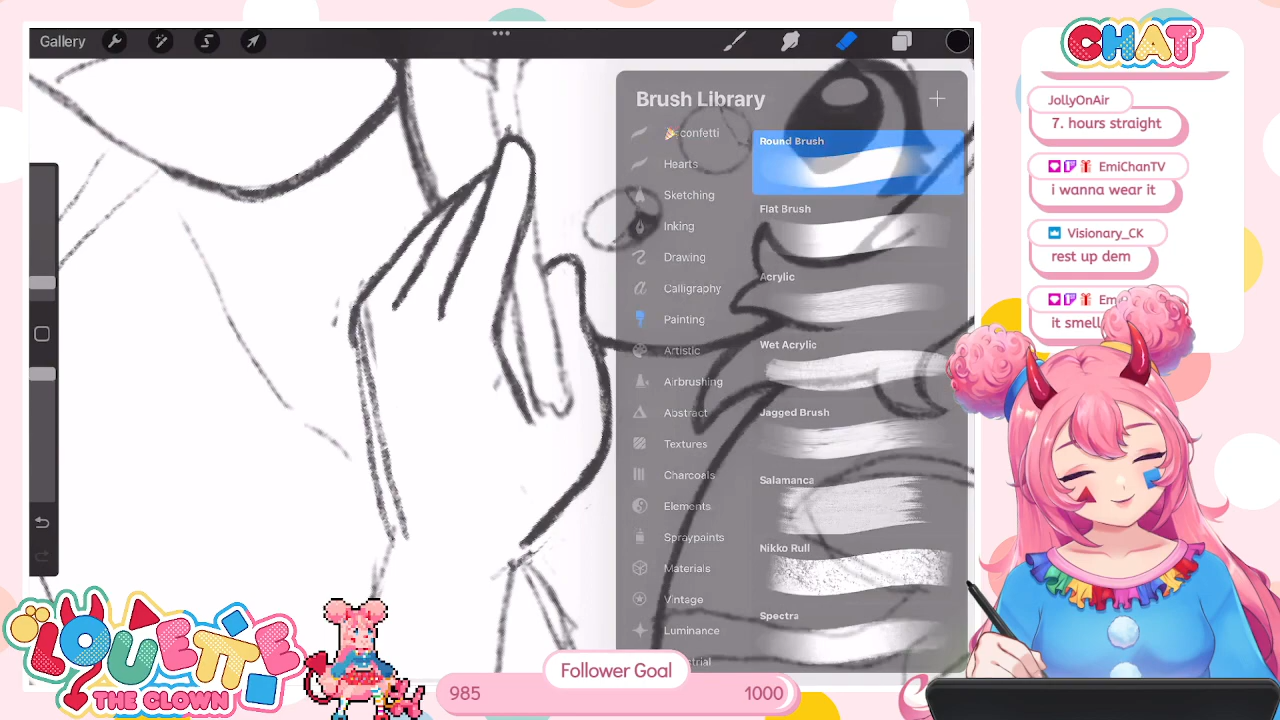 Gallery
Brush Library
confetti
Hearts
Sketching
Inking
Drawing
Calligraphy
Painting
Artistic
Airbrushing
Abstract
Textures
Charcoals
Elements
Spraypaints
Materials
Vintage
Luminance
Round Brush
Flat Brush
Acrylic
Wet Acrylic
Jagged Brush
Salamanca
Nikko Rull
Spectra
CHAT
JollyOnAir
7. hours straight
EmiChanTV
i wanna wear it
Visionary_CK
rest up dem
it smell
LOUETTE
THE CLOWN
Follower Goal
985
1000